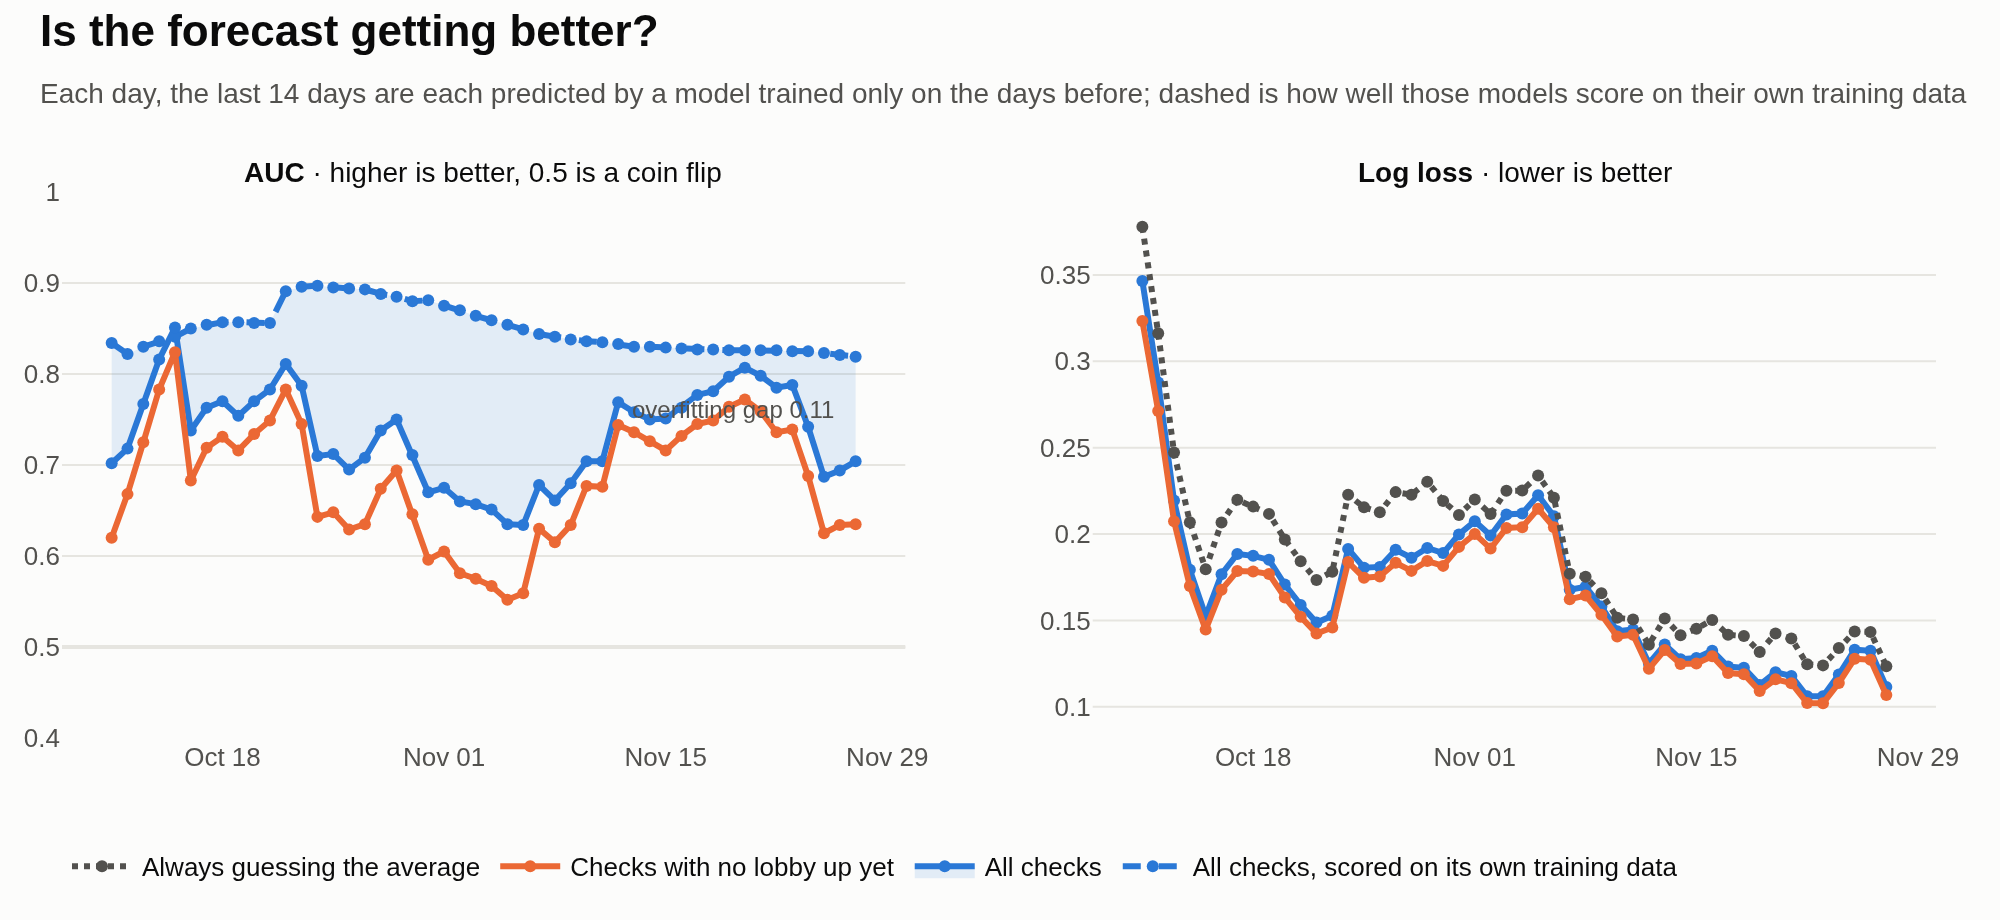 Is the forecast getting better?
Each day, the last 14 days are each predicted by a model trained only on the days before; dashed is how well those models score on their own training data
AUC · higher is better, 0.5 is a coin flip
1
0.9
0.8
0.7
0.6
0.5
0.4
overfitting gap 0.11
Oct 18
Nov 01
Nov 15
Nov 29
Log loss · lower is better
0.35
0.3
0.25
0.2
0.15
0.1
Oct 18
Nov 01
Nov 15
Nov 29
Always guessing the average
Checks with no lobby up yet
All checks
All checks, scored on its own training data